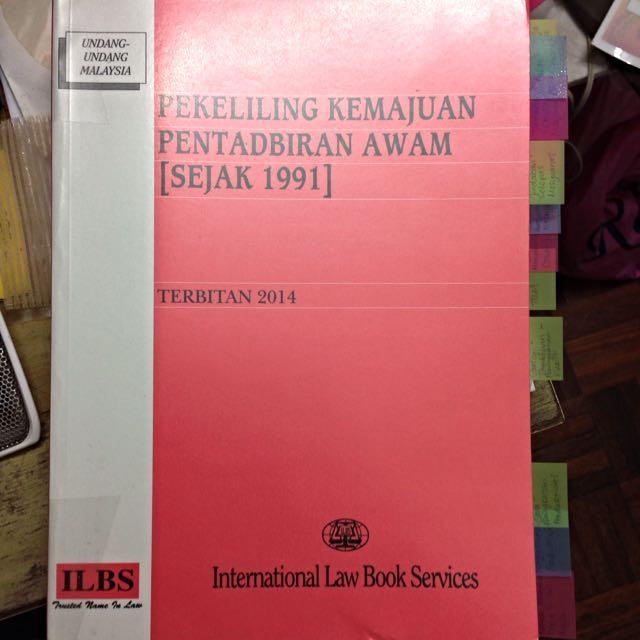 UNDANG-
UNDANG
MALAYSIA
PEKELILING KEMAJUAN
PENTADBIRAN AWAM
[SEJAK 1991]
TERBITAN 2014
International Law Book Services
ILBS
Trusted Name In Law